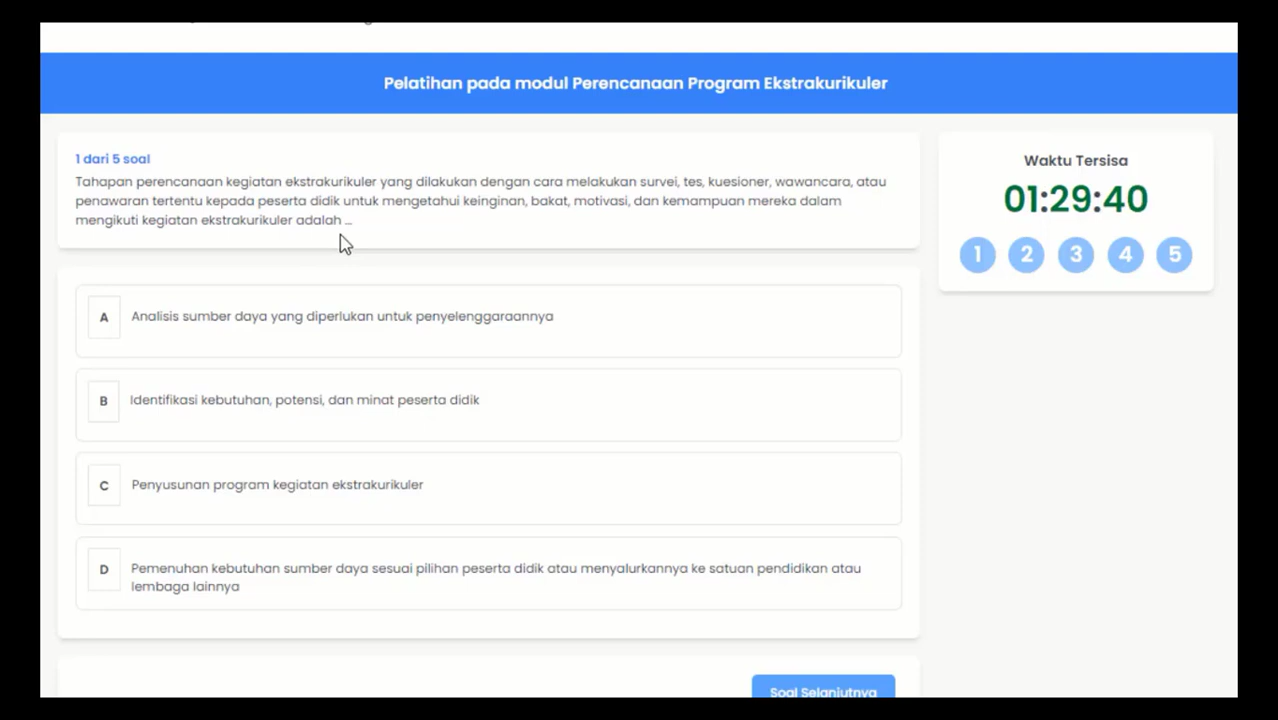 Pelatihan pada modul Perencanaan Program Ekstrakurikuler
1 dari 5 soal
Tahapan perencanaan kegiatan ekstrakurikuler yang dilakukan dengan cara melakukan survei, tes, kuesioner, wawancara, atau
penawaran tertentu kepada peserta didik untuk mengetahui keinginan, bakat, motivasi, dan kemampuan mereka dalam
mengikuti kegiatan ekstrakurikuler adalah ...
A Analisis sumber daya yang diperlukan untuk penyelenggaraannya
B Identifikasi kebutuhan, potensi, dan minat peserta didik
C Penyusunan program kegiatan ekstrakurikuler
D Pemenuhan kebutuhan sumber daya sesuai pilihan peserta didik atau menyalurkannya ke satuan pendidikan atau
lembaga lainnya
Soal Selanjutnya
Waktu Tersisa
01:29:40
1 2 3 4 5